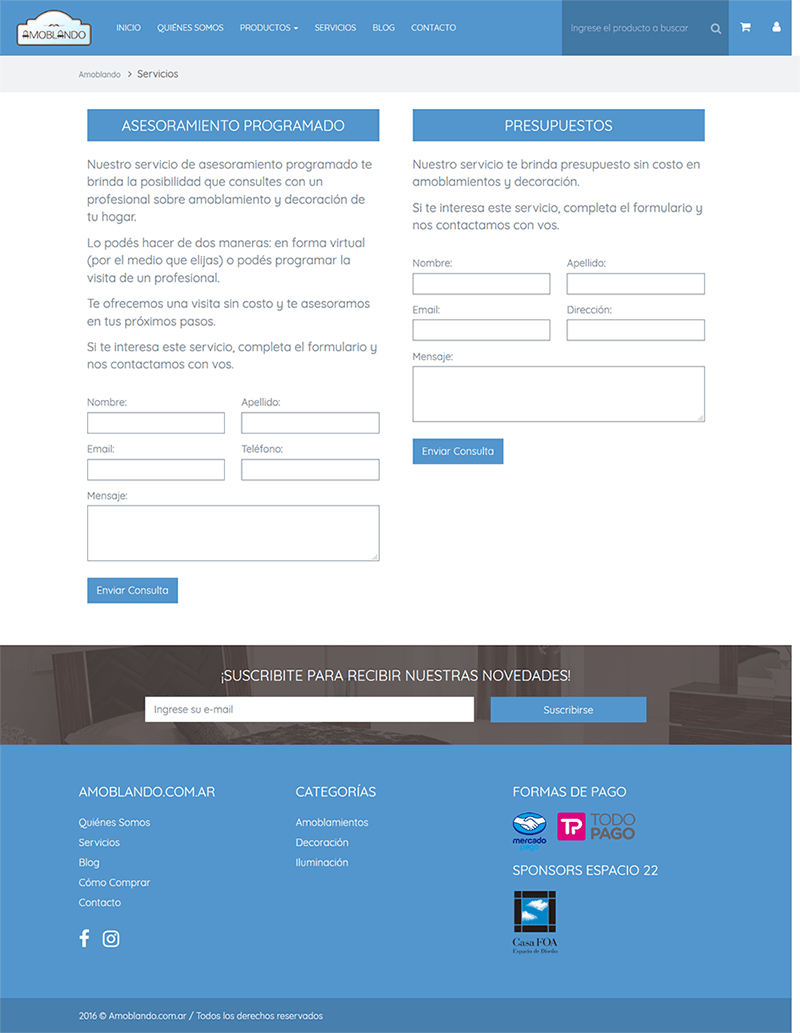 AMOBLANDO
INICIO
QUIÉNES SOMOS
PRODUCTOS
SERVICIOS
BLOG
CONTACTO
Ingrese el producto a buscar
Amoblando > Servicios
ASESORAMIENTO PROGRAMADO
Nuestro servicio de asesoramiento programado te
brinda la posibilidad que consultes con un
profesional sobre amoblamiento y decoración de
tu hogar.
Lo podés hacer de dos maneras: en forma virtual
(por el medio que elijas) o podés programar la
visita de un profesional.
Te ofrecemos una visita sin costo y te asesoramos
en tus próximos pasos.
Si te interesa este servicio, completa el formulario y
nos contactamos con vos.
Nombre:
Apellido:
Email:
Teléfono:
Mensaje:
Enviar Consulta
PRESUPUESTOS
Nuestro servicio te brinda presupuesto sin costo en
amoblamientos y decoración.
Si te interesa este servicio, completa el formulario y
nos contactamos con vos.
Nombre:
Apellido:
Email:
Dirección:
Mensaje:
Enviar Consulta
¡SUSCRIBITE PARA RECIBIR NUESTRAS NOVEDADES!
Ingrese su e-mail
Suscribirse
AMOBLANDO.COM.AR
Quiénes Somos
Servicios
Blog
Cómo Comprar
Contacto
CATEGORÍAS
Amoblamientos
Decoración
Iluminación
FORMAS DE PAGO
mercado
pago
TP
TODO
PAGO
SPONSORS ESPACIO 22
Casa FOA
Espacio de Diseño
2016 © Amoblando.com.ar / Todos los derechos reservados